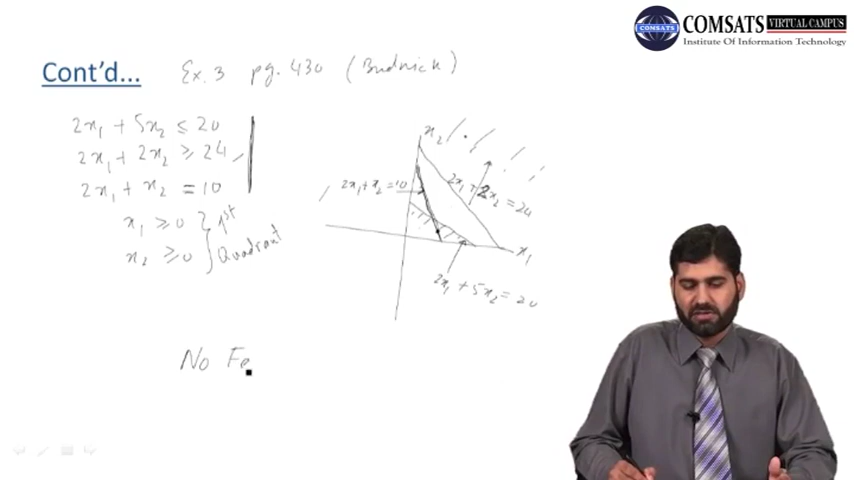 COMSATS VIRTUAL CAMPUS
COMSATS
Institute Of Information Technology
Cont'd... Ex. 3 pg. 430 (Budnick)
2x₁ + 5x₂ ≤ 20
2x₁ + 2x₂ ≥ 24
2x₁ + x₂ = 10
x₁ ≥ 0 } 1st
x₂ ≥ 0 } Quadrant
x₂
2x₁+x₂=10
2x₁ + 2x₂ = 24
x₁
2x₁ + 5x₂ = 20
No Fe